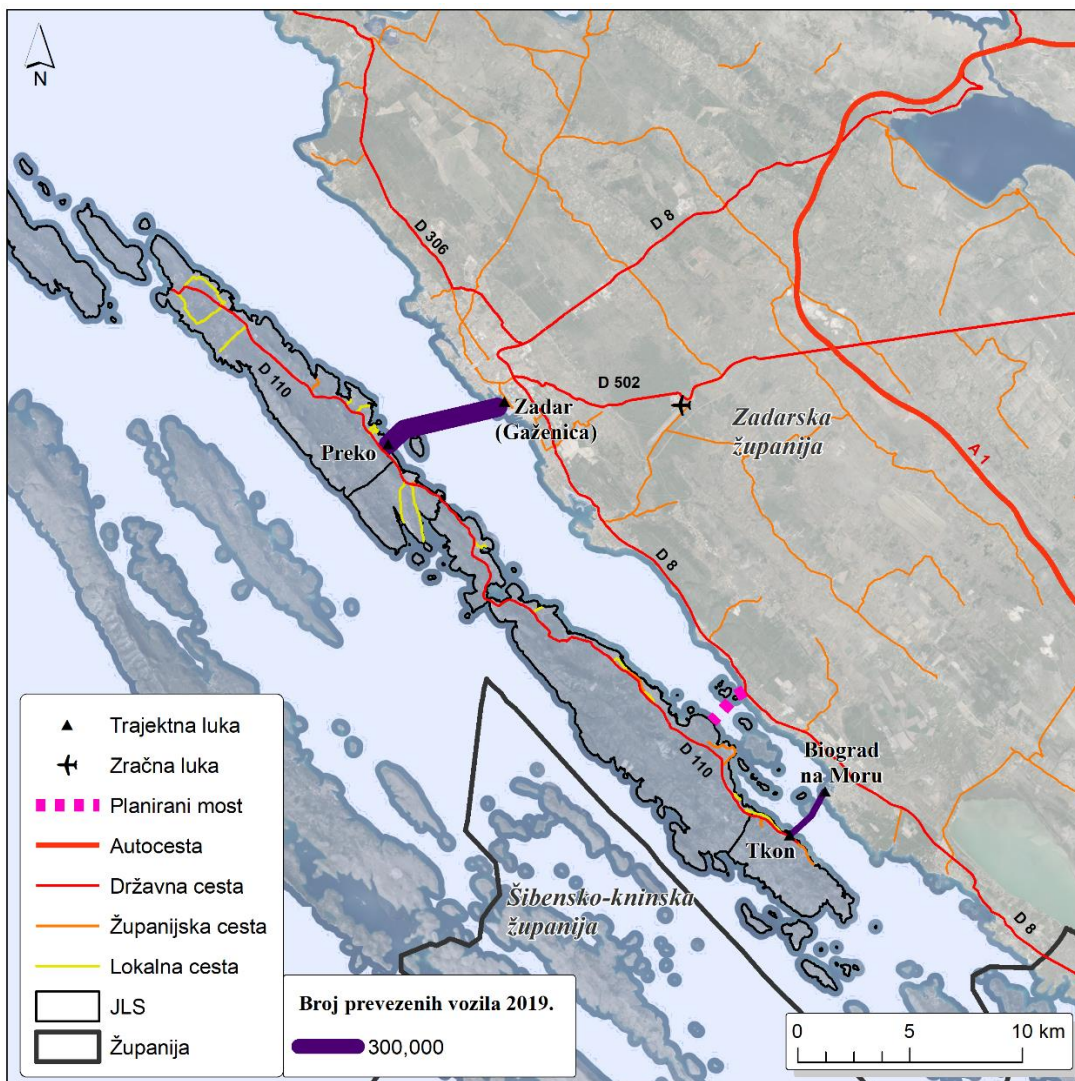 N
D 306
D 8
D 110
D 502
Zadar
(Gaženica)
Zadarska
županija
Preko
A 1
D 8
Biograd
na Moru
D 110
Tkon
Šibensko-kninska
županija
D 8
Trajektna luka
Zračna luka
Planirani most
Autocesta
Državna cesta
Županijska cesta
Lokalna cesta
JLS
Županija
Broj prevezenih vozila 2019.
300,000
0 5 10 km